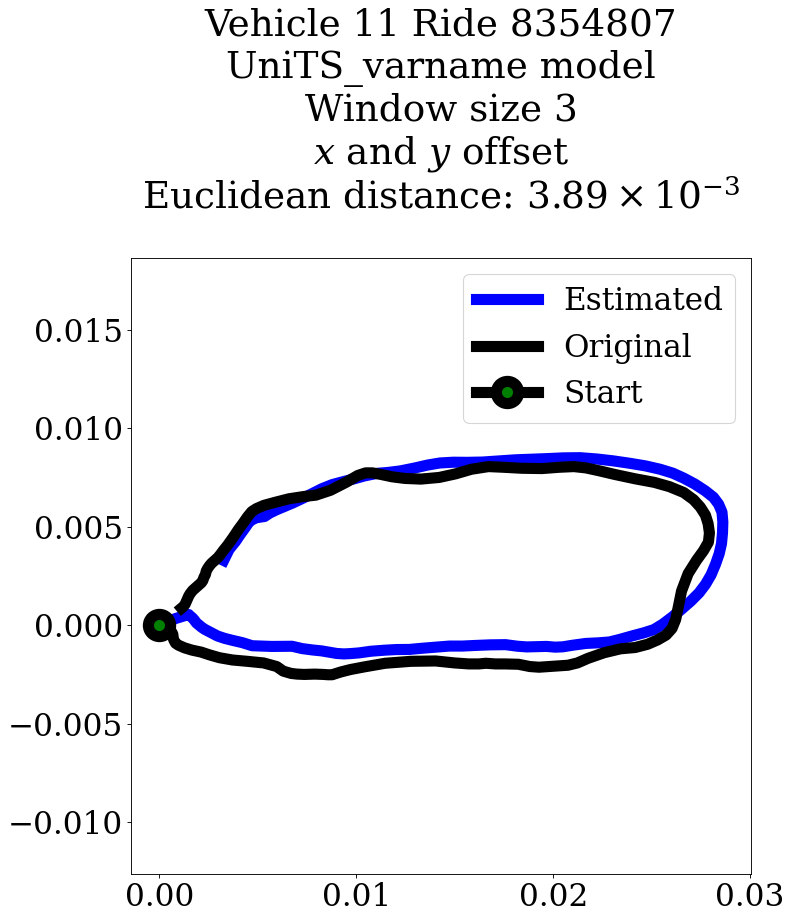 Vehicle 11 Ride 8354807
UniTS_varname model
Window size 3
x and y offset
Euclidean distance: 3.89 × 10⁻³
Estimated
Original
Start
0.015
0.010
0.005
0.000
−0.005
−0.010
0.00 0.01 0.02 0.03